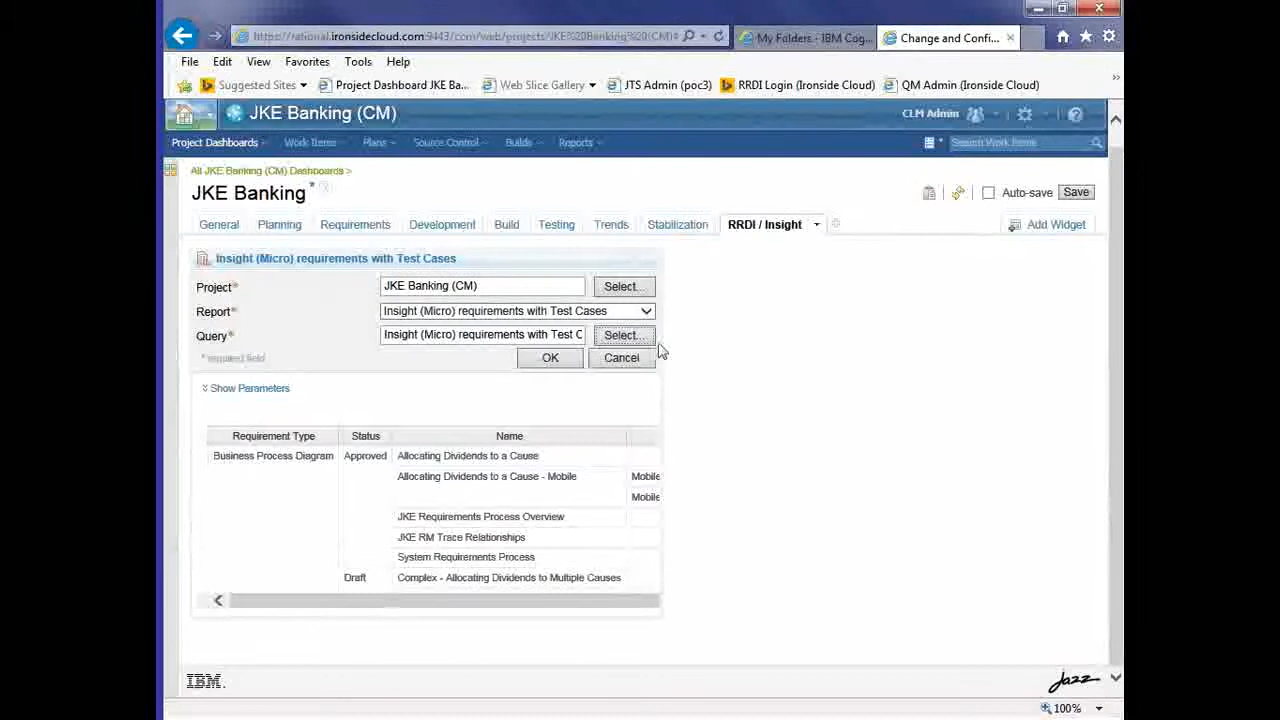 https://rational.ironsidecloud.com:9443/ccm/web/projects/JKE%20Banking%20(CM)#
My Folders - IBM Cog...
Change and Confi...
File Edit View Favorites Tools Help
Suggested Sites
Project Dashboard JKE Ba...
Web Slice Gallery
JTS Admin (poc3)
RRDI Login (Ironside Cloud)
QM Admin (Ironside Cloud)
JKE Banking (CM)
CLM Admin
Project Dashboards Work Items Plans Source Control Builds Reports
Search Work Items
All JKE Banking (CM) Dashboards >
JKE Banking *
Auto-save Save
General Planning Requirements Development Build Testing Trends Stabilization RRDI / Insight
Add Widget
Insight (Micro) requirements with Test Cases
Project* JKE Banking (CM) Select...
Report* Insight (Micro) requirements with Test Cases
Query* Insight (Micro) requirements with Test C Select...
* required field OK Cancel
Show Parameters
Requirement Type Status Name
Business Process Diagram Approved Allocating Dividends to a Cause
Allocating Dividends to a Cause - Mobile Mobile
Mobile
JKE Requirements Process Overview
JKE RM Trace Relationships
System Requirements Process
Draft Complex - Allocating Dividends to Multiple Causes
IBM.
jazz
100%